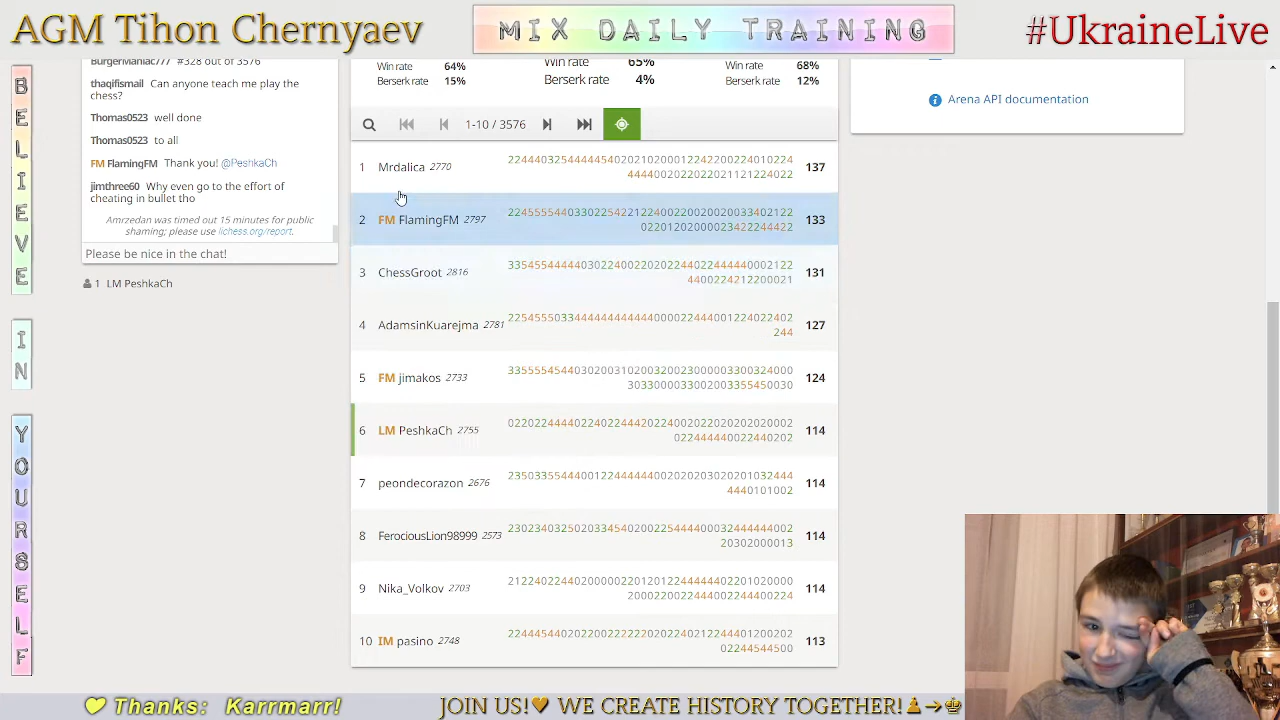 AGM Tihon Chernyaev
MIX DAILY TRAINING
#UkraineLive
BELIEVE
IN
YOURSELF
BurgerManiac777 #328 out of 3576
thaqifismail Can anyone teach me play the
chess?
Thomas0523 well done
Thomas0523 to all
FM FlamingFM Thank you! @PeshkaCh
jimthree60 Why even go to the effort of
cheating in bullet tho
Amrzedan was timed out 15 minutes for public
shaming; please use lichess.org/report.
Please be nice in the chat!
1 LM PeshkaCh
Win rate 64% 65% Win rate 68%
Berserk rate 15% Berserk rate 4% Berserk rate 12%
1-10 / 3576
1 Mrdalica 2770 137
2 FM FlamingFM 2797 133
3 ChessGroot 2816 131
4 AdamsinKuarejma 2781 127
5 FM jimakos 2733 124
6 LM PeshkaCh 2755 114
7 peondecorazon 2676 114
8 FerociousLion98999 2573 114
9 Nika_Volkov 2703 114
10 IM pasino 2748 113
Arena API documentation
Thanks: Karrmarr!
JOIN US! WE CREATE HISTORY TOGETHER!